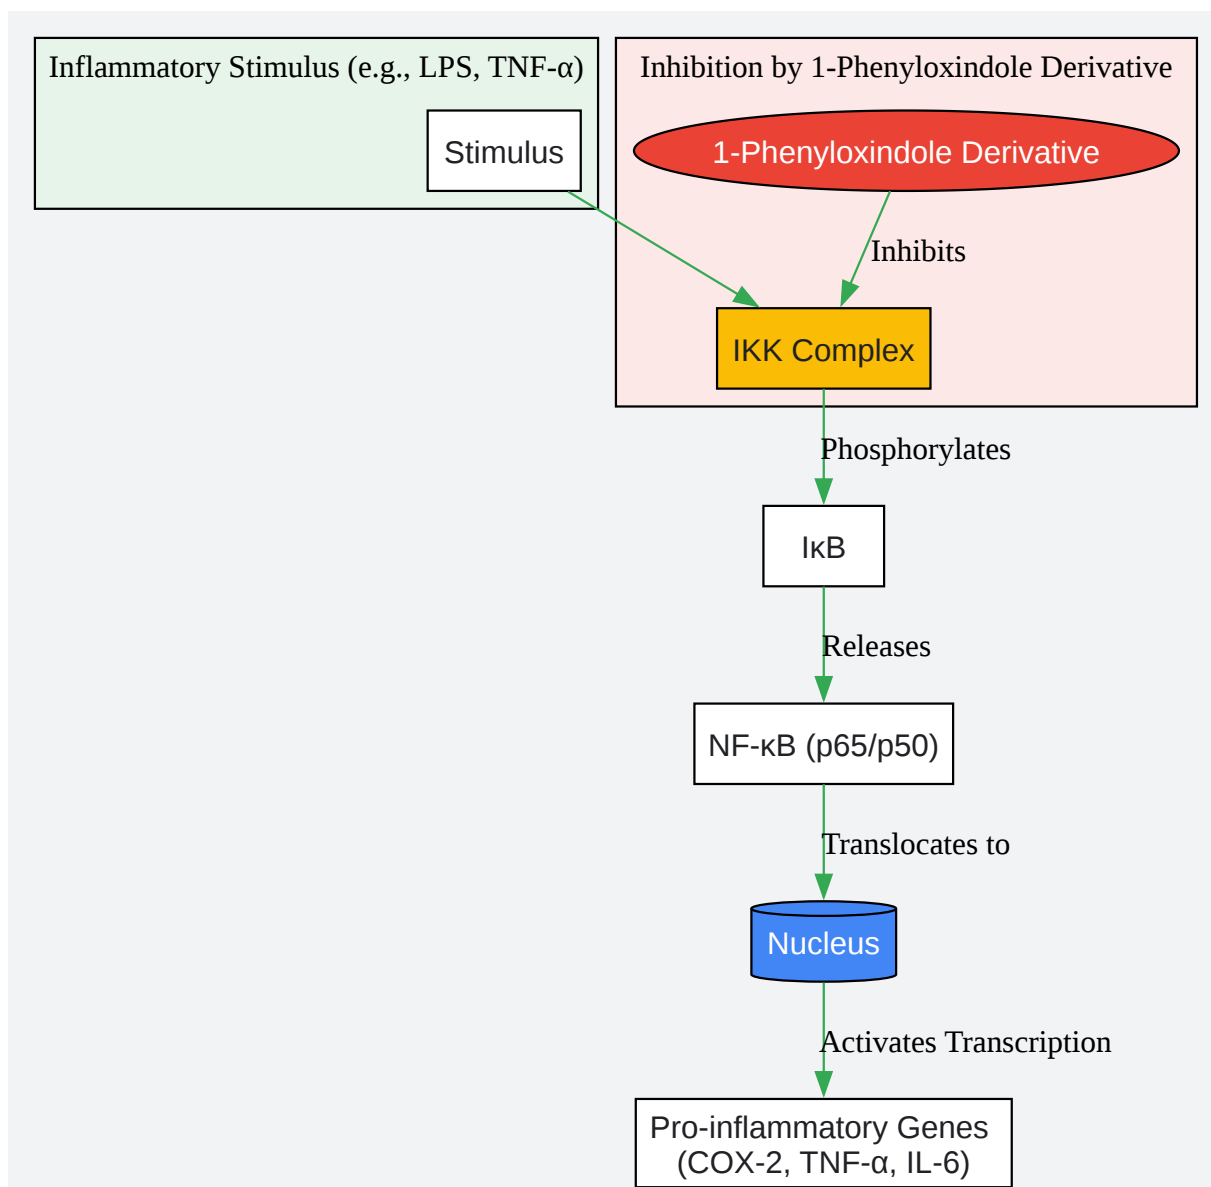 Inflammatory Stimulus (e.g., LPS, TNF-α)
Inhibition by 1-Phenyloxindole Derivative
Stimulus
1-Phenyloxindole Derivative
Inhibits
IKK Complex
Phosphorylates
IκB
Releases
NF-κB (p65/p50)
Translocates to
Nucleus
Activates Transcription
Pro-inflammatory Genes
(COX-2, TNF-α, IL-6)